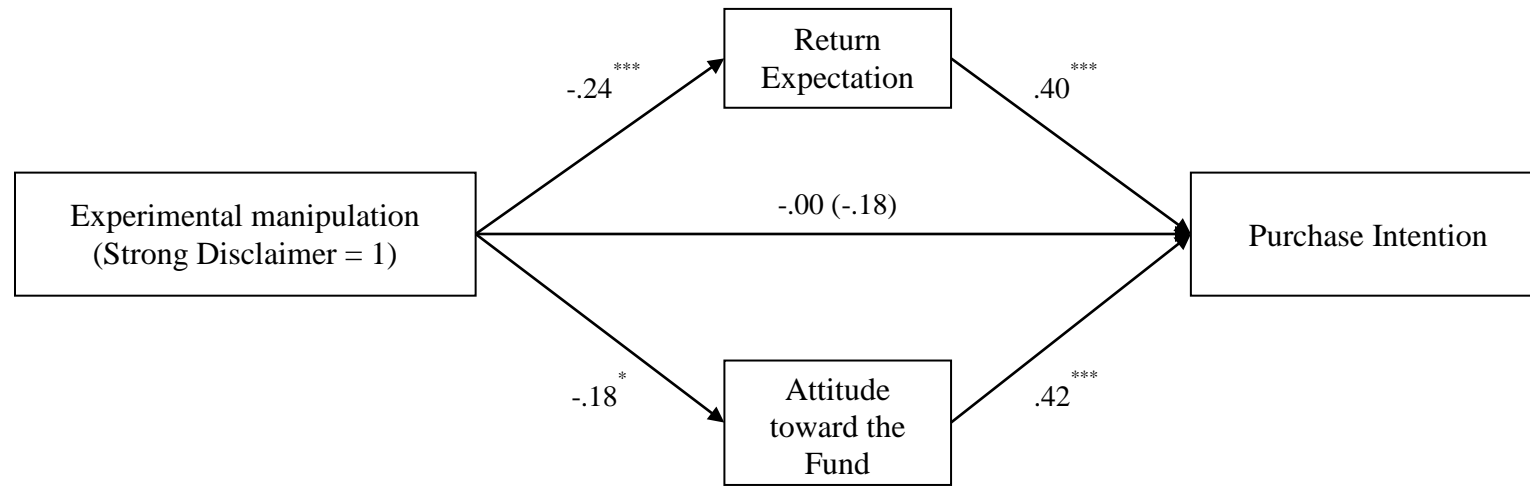 Return
Expectation
-.24***
.40***
Experimental manipulation
(Strong Disclaimer = 1)
-.00 (-.18)
Purchase Intention
-.18*
Attitude
toward the
Fund
.42***